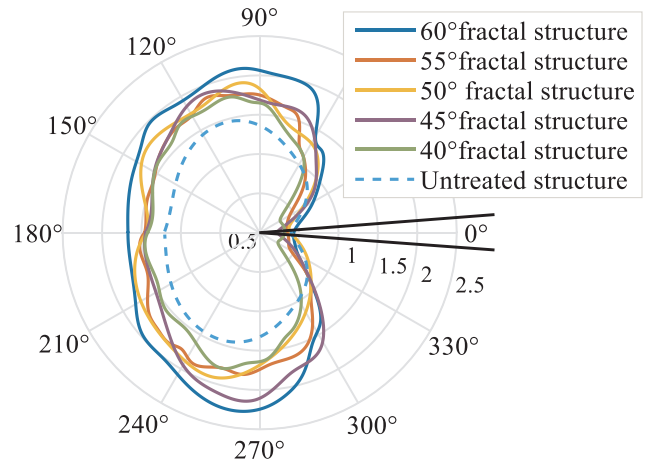 90°
120°
150°
180°
210°
240°
270°
300°
330°
0°
0.5
1
1.5
2
2.5
60°fractal structure
55°fractal structure
50° fractal structure
45°fractal structure
40°fractal structure
Untreated structure